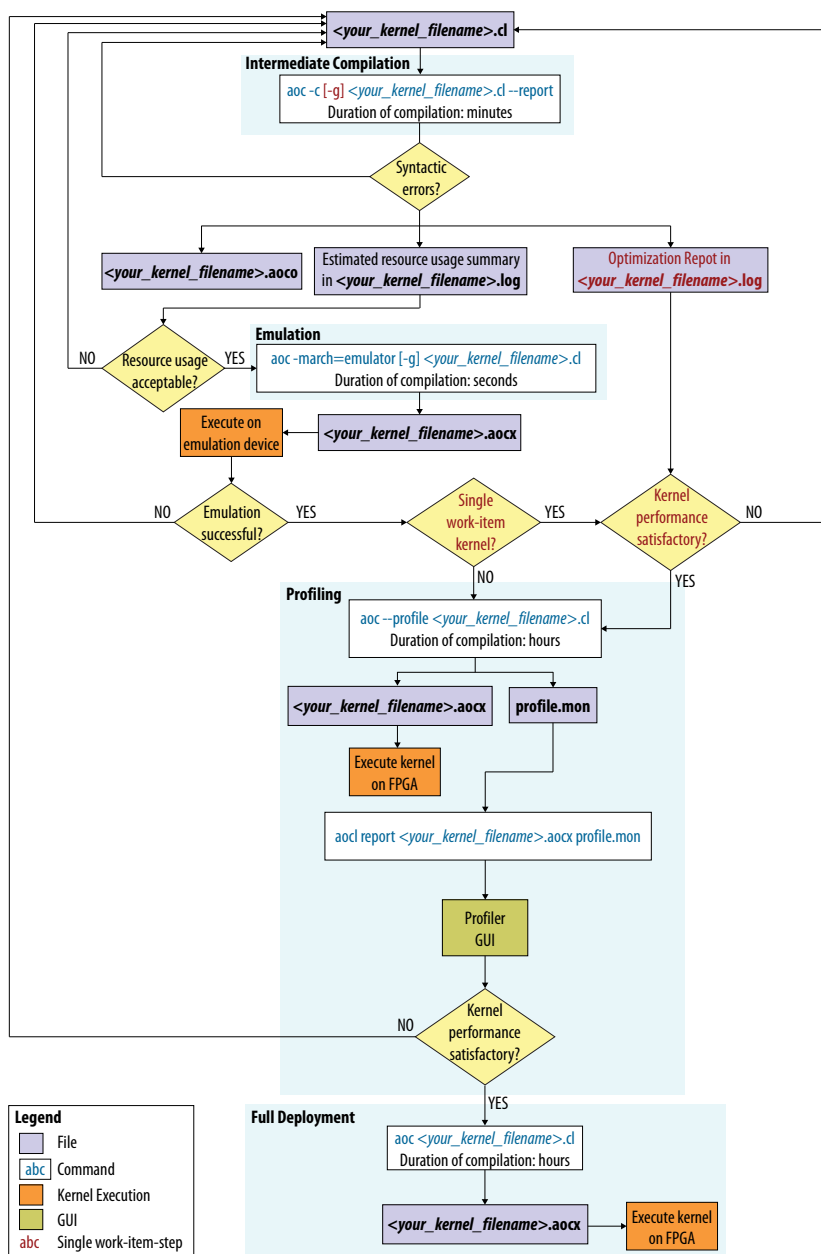 <your_kernel_filename>.cl
Intermediate Compilation
aoc -c [-g] <your_kernel_filename>.cl --report
Duration of compilation: minutes
Syntactic
errors?
<your_kernel_filename>.aoco
Estimated resource usage summary
in <your_kernel_filename>.log
Optimization Repot in
<your_kernel_filename>.log
NO
Resource usage
acceptable?
YES
Emulation
aoc -march=emulator [-g] <your_kernel_filename>.cl
Duration of compilation: seconds
Execute on
emulation device
<your_kernel_filename>.aocx
NO
Emulation
successful?
YES
Single
work-item
kernel?
YES
Kernel
performance
satisfactory?
NO
NO
YES
Profiling
aoc --profile <your_kernel_filename>.cl
Duration of compilation: hours
<your_kernel_filename>.aocx
profile.mon
Execute kernel
on FPGA
aocl report <your_kernel_filename>.aocx profile.mon
Profiler
GUI
NO
Kernel
performance
satisfactory?
YES
Full Deployment
aoc <your_kernel_filename>.cl
Duration of compilation: hours
<your_kernel_filename>.aocx
Execute kernel
on FPGA
Legend
File
abc Command
Kernel Execution
GUI
abc Single work-item-step